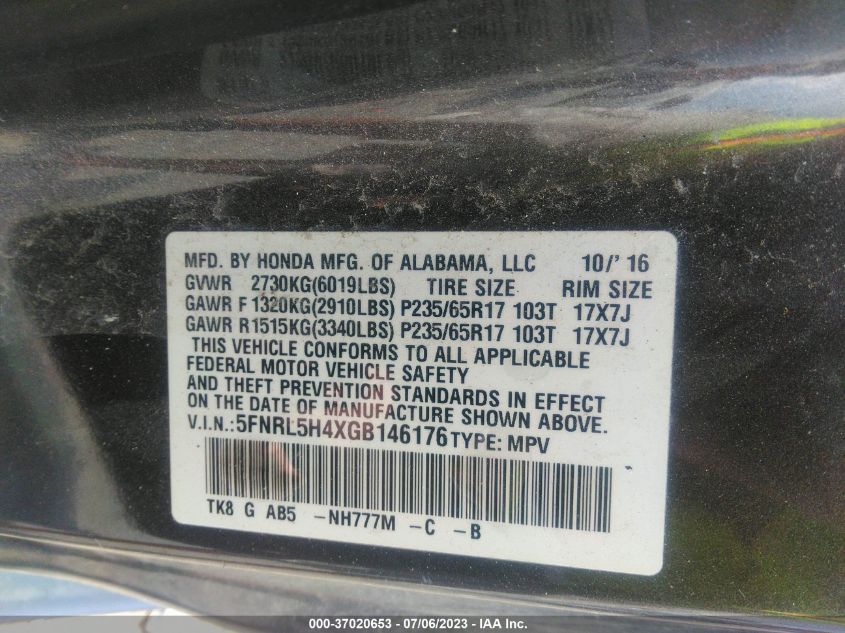 MFD. BY HONDA MFG. OF ALABAMA, LLC 10/' 16
GVWR 2730KG(6019LBS) TIRE SIZE RIM SIZE
GAWR F 1320KG(2910LBS) P235/65R17 103T 17X7J
GAWR R1515KG(3340LBS) P235/65R17 103T 17X7J
THIS VEHICLE CONFORMS TO ALL APPLICABLE
FEDERAL MOTOR VEHICLE SAFETY
AND THEFT PREVENTION STANDARDS IN EFFECT
ON THE DATE OF MANUFACTURE SHOWN ABOVE.
V.I.N.:5FNRL5H4XGB146176 TYPE: MPV
TK8 G AB5 -NH777M -C -B
000-37020653 - 07/06/2023 - IAA Inc.